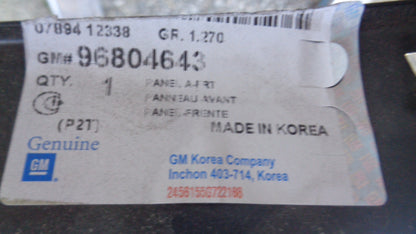 07894 12338 GR. 1.270
GM# 96804643
QTY. 1 PANEL A-FRT
PANNEAU-AVANT
PANEL-FRENTE
(P2T) MADE IN KOREA
Genuine
GM
GM Korea Company
Inchon 403-714, Korea